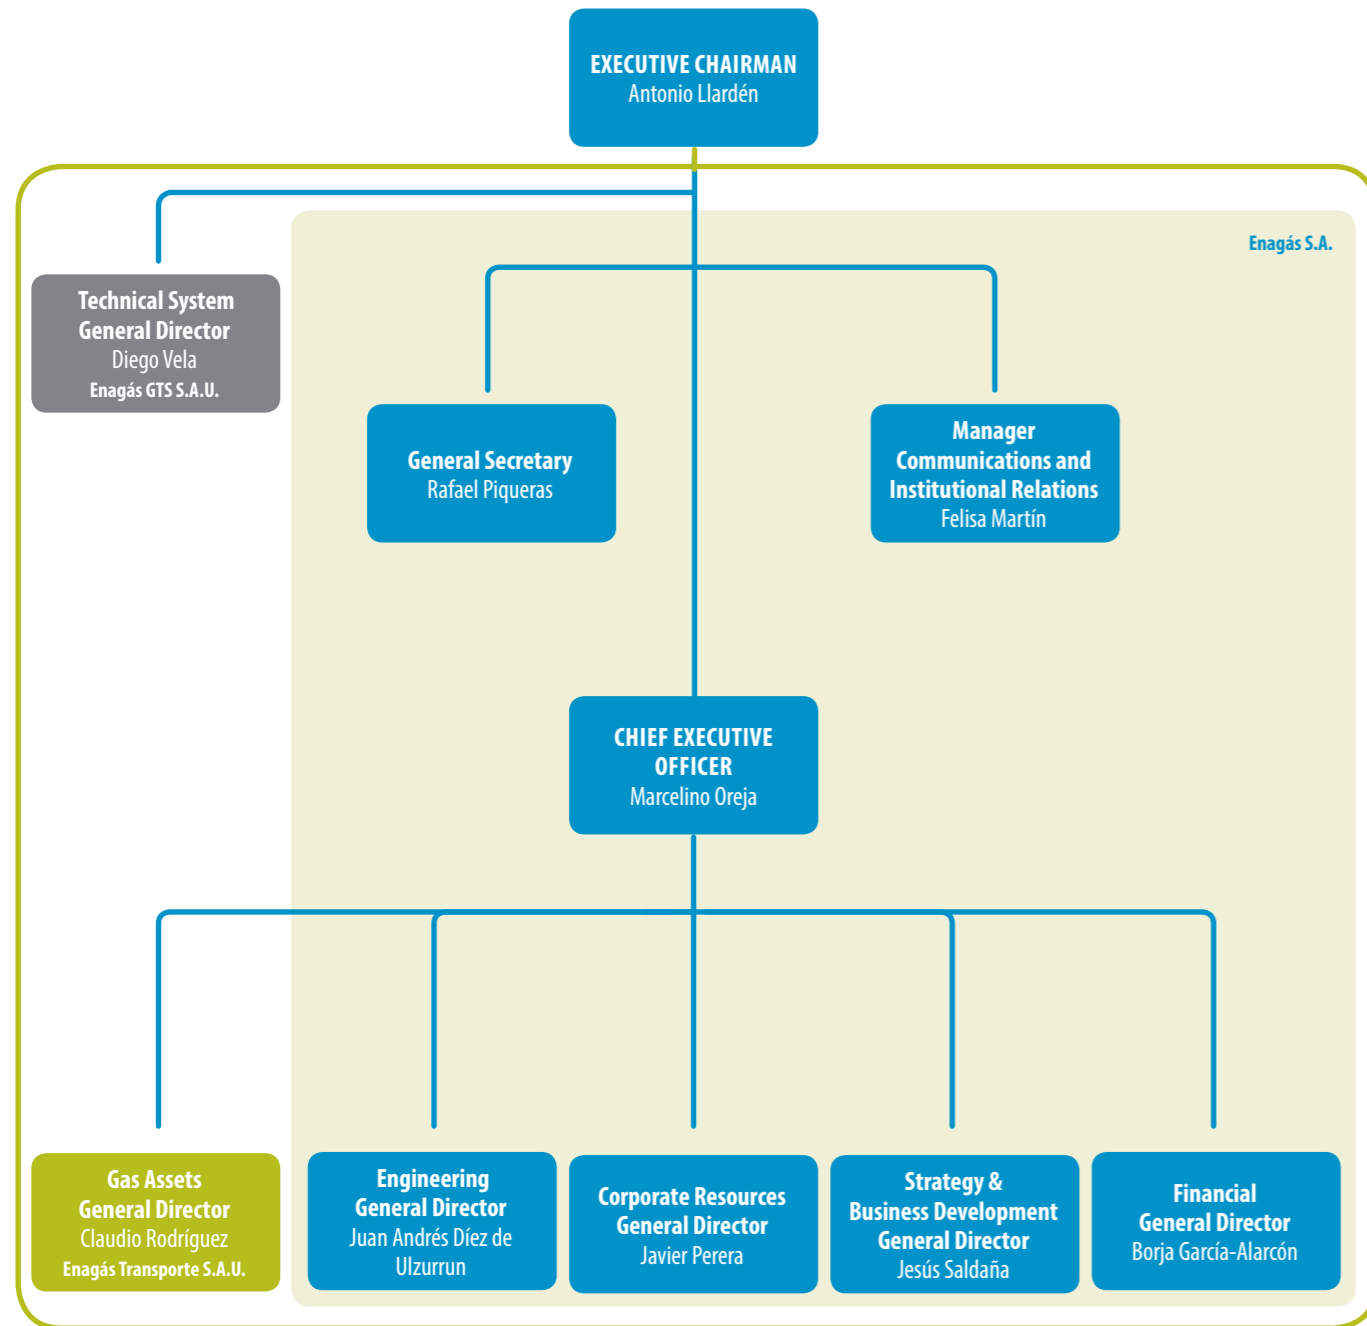 EXECUTIVE CHAIRMAN
Antonio Llardén
Enagás S.A.
Technical System
General Director
Diego Vela
Enagás GTS S.A.U.
General Secretary
Rafael Piqueras
Manager
Communications and
Institutional Relations
Felisa Martín
CHIEF EXECUTIVE
OFFICER
Marcelino Oreja
Gas Assets
General Director
Claudio Rodríguez
Enagás Transporte S.A.U.
Engineering
General Director
Juan Andrés Díez de
Ulzurrun
Corporate Resources
General Director
Javier Perera
Strategy &
Business Development
General Director
Jesús Saldaña
Financial
General Director
Borja García-Alarcón